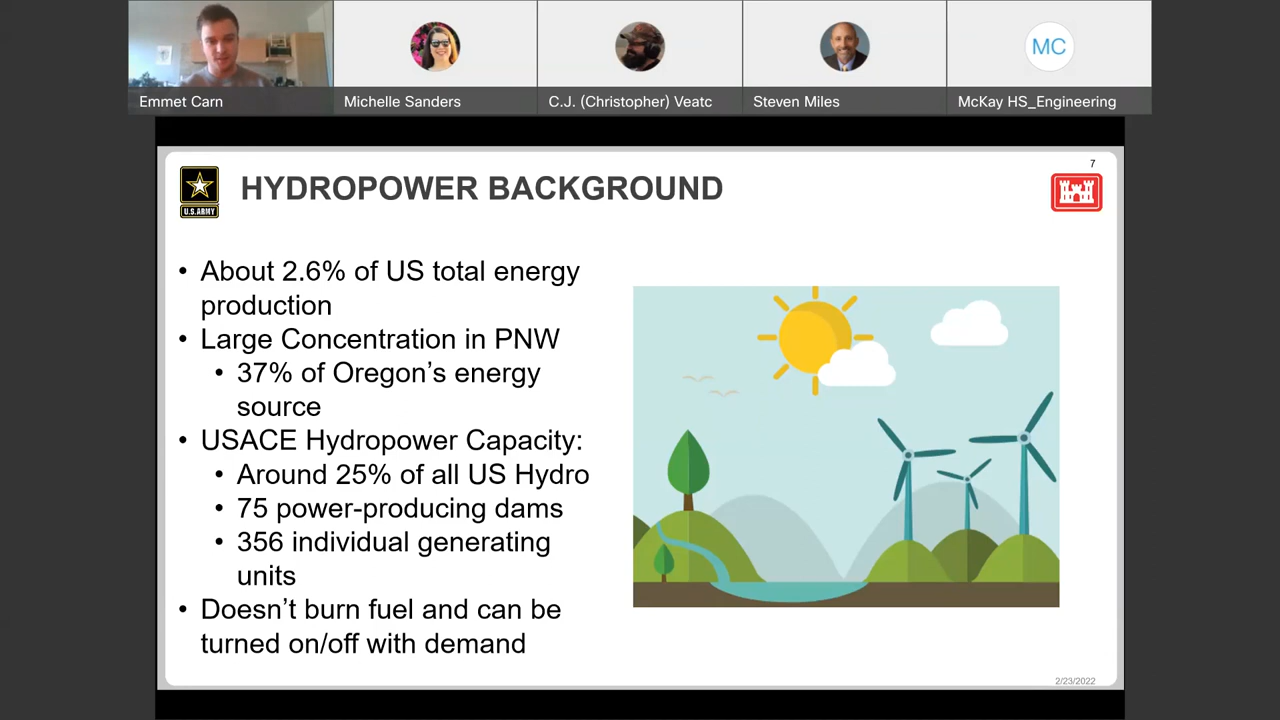 Emmet Carn
Michelle Sanders
C.J. (Christopher) Veatc
Steven Miles
MC
McKay HS_Engineering
7
U.S.ARMY
HYDROPOWER BACKGROUND
• About 2.6% of US total energy
production
• Large Concentration in PNW
• 37% of Oregon’s energy
source
• USACE Hydropower Capacity:
• Around 25% of all US Hydro
• 75 power-producing dams
• 356 individual generating
units
• Doesn’t burn fuel and can be
turned on/off with demand
2/23/2022